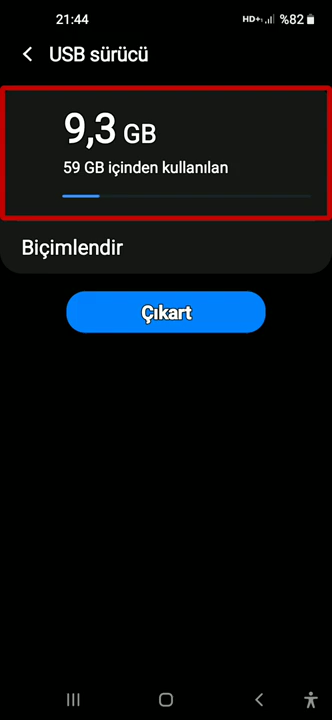 21:44 HD+ %82
USB sürücü
9,3 GB
59 GB içinden kullanılan
Biçimlendir
Çıkart